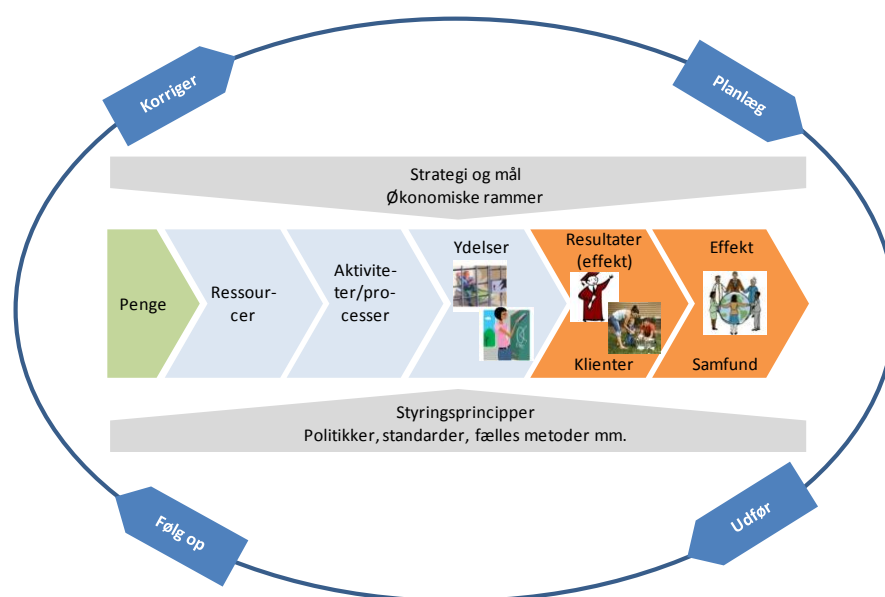 Korriger
Planlæg
Strategi og mål
Økonomiske rammer
Penge
Ressour-
cer
Aktivite-
ter/pro-
cesser
Ydelser
Resultater
(effekt)
Klienter
Effekt
Samfund
Styringsprincipper
Politikker, standarder, fælles metoder mm.
Følg op
Udfør